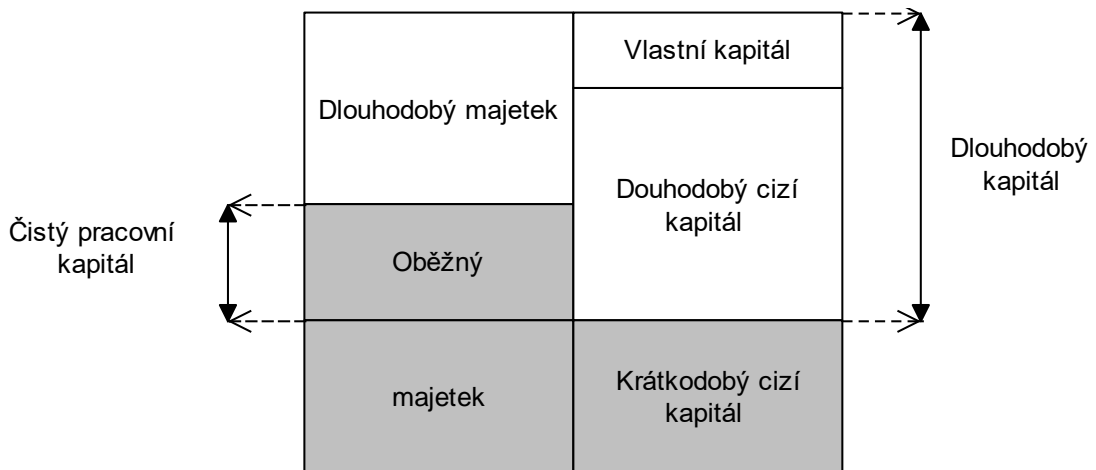 Vlastní kapitál
Dlouhodobý majetek
Dlouhodobý
kapitál
Douhodobý cizí
kapitál
Čistý pracovní
kapitál
Oběžný
majetek
Krátkodobý cizí
kapitál